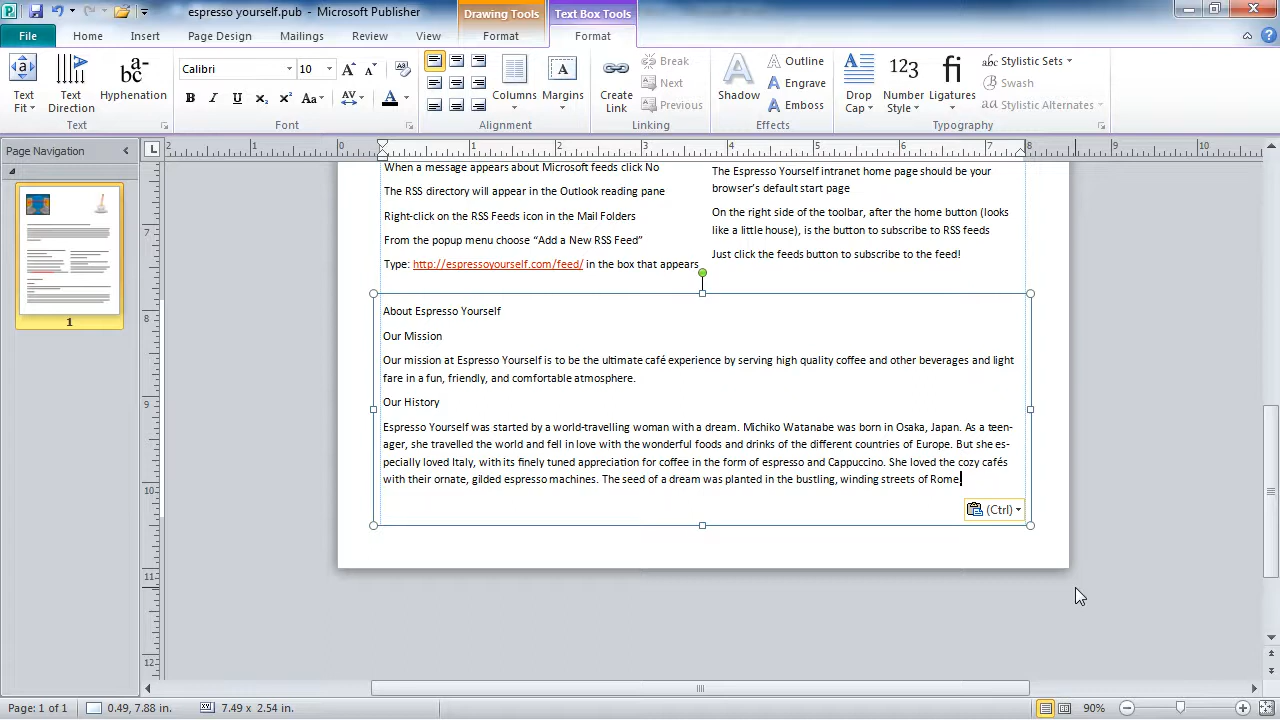 espresso yourself.pub - Microsoft Publisher
Drawing Tools
Text Box Tools
File
Home
Insert
Page Design
Mailings
Review
View
Format
Format
Text Fit
Text Direction
Hyphenation
Text
Calibri
10
Font
Columns
Margins
Alignment
Create Link
Break
Next
Previous
Linking
Shadow
Outline
Engrave
Emboss
Effects
Drop Cap
Number Style
Ligatures
Stylistic Sets
Swash
Stylistic Alternates
Typography
Page Navigation
1
When a message appears about Microsoft feeds click No
The RSS directory will appear in the Outlook reading pane
Right-click on the RSS Feeds icon in the Mail Folders
From the popup menu choose “Add a New RSS Feed”
Type: http://espressoyourself.com/feed/ in the box that appears
The Espresso Yourself intranet home page should be your
browser’s default start page
On the right side of the toolbar, after the home button (looks
like a little house), is the button to subscribe to RSS feeds
Just click the feeds button to subscribe to the feed!
About Espresso Yourself
Our Mission
Our mission at Espresso Yourself is to be the ultimate café experience by serving high quality coffee and other beverages and light
fare in a fun, friendly, and comfortable atmosphere.
Our History
Espresso Yourself was started by a world-travelling woman with a dream. Michiko Watanabe was born in Osaka, Japan. As a teen-
ager, she travelled the world and fell in love with the wonderful foods and drinks of the different countries of Europe. But she es-
pecially loved Italy, with its finely tuned appreciation for coffee in the form of espresso and Cappuccino. She loved the cozy cafés
with their ornate, gilded espresso machines. The seed of a dream was planted in the bustling, winding streets of Rome.
(Ctrl)
Page: 1 of 1
0.49, 7.88 in.
7.49 x 2.54 in.
90%